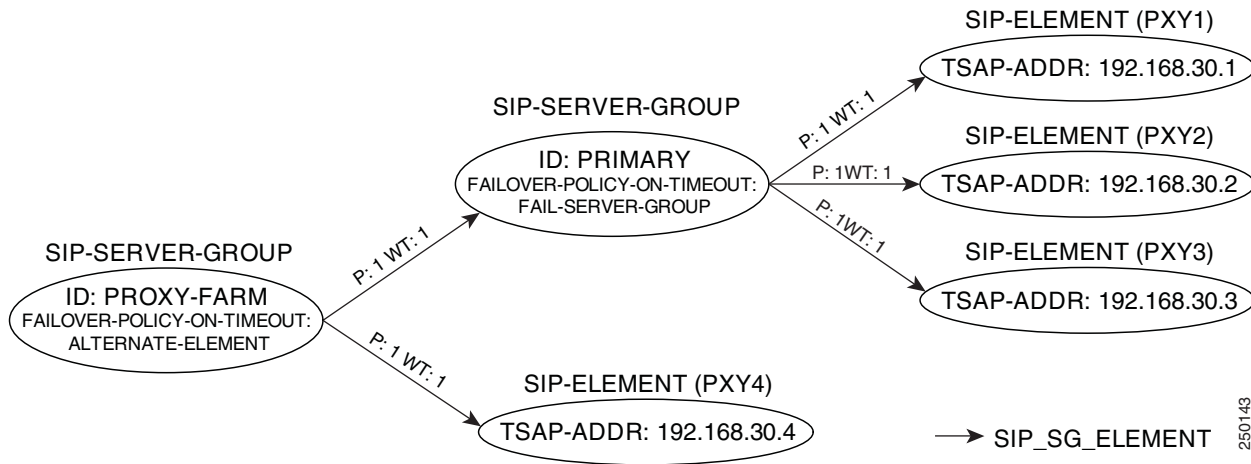 SIP-ELEMENT (PXY1)
TSAP-ADDR: 192.168.30.1
SIP-SERVER-GROUP
ID: PRIMARY
FAILOVER-POLICY-ON-TIMEOUT:
FAIL-SERVER-GROUP
P: 1 WT: 1
SIP-ELEMENT (PXY2)
P: 1WT: 1
TSAP-ADDR: 192.168.30.2
P: 1WT: 1
SIP-ELEMENT (PXY3)
TSAP-ADDR: 192.168.30.3
SIP-SERVER-GROUP
ID: PROXY-FARM
FAILOVER-POLICY-ON-TIMEOUT:
ALTERNATE-ELEMENT
P: 1 WT: 1
P: 1 WT: 1
SIP-ELEMENT (PXY4)
TSAP-ADDR: 192.168.30.4
SIP_SG_ELEMENT
250143